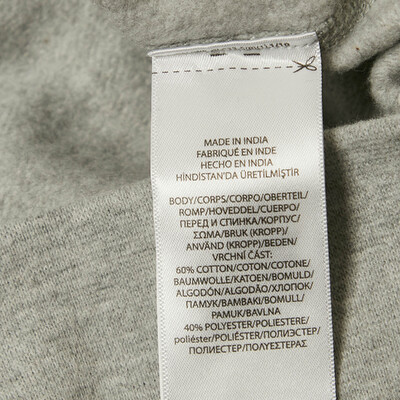 MADE IN INDIA
FABRIQUÉ EN INDE
HECHO EN INDIA
HİNDİSTAN'DA ÜRETİLMİŞTİR
BODY/CORPS/CORPO/OBERTEIL/
ROMP/HOVEDDEL/CUERPO/
ПЕРЕД И СПИНКА/КОРПУС/
ΣΩΜΑ/BRUK (KROPP)/
ANVÄND (KROPP)/BEDEN/
VRCHNÍ ČÁST:
60% COTTON/COTON/COTONE/
BAUMWOLLE/KATOEN/BOMULD/
ALGODÓN/ALGODÃO/ХЛОПОК/
ΠΑΜΥΚ/BAMBAKI/BOMULL/
PAMUK/BAVLNA
40% POLYESTER/POLIESTERE/
poliéster/POLIÉSTER/ПОЛИЭСТЕР/
ПОЛИЕСТЕР/ΠΟΛΥΕΣΤΕΡΑΣ